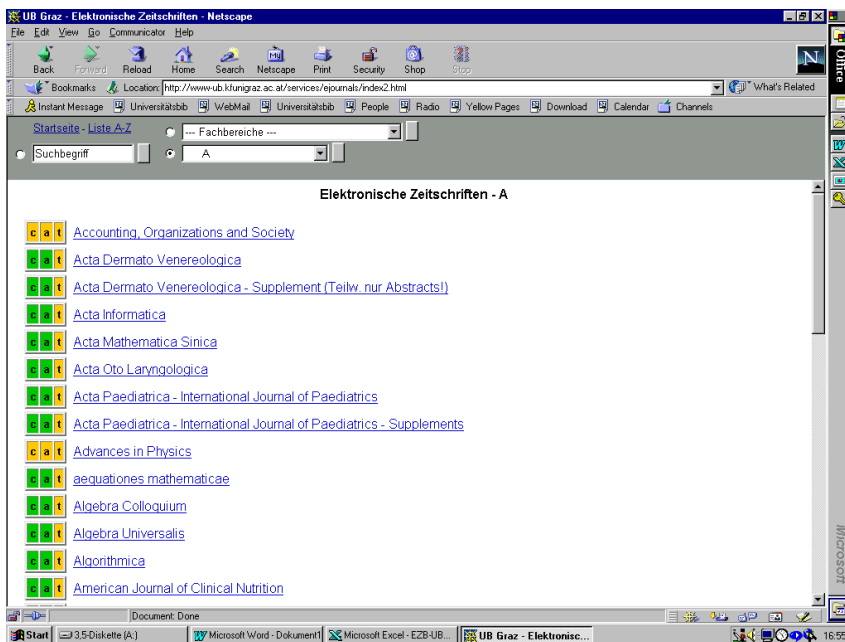 UB Graz - Elektronische Zeitschriften - Netscape
File Edit View Go Communicator Help
Back Forward Reload Home Search Netscape Print Security Shop Stop
Bookmarks Location: http://www-ub.kfunigraz.ac.at/services/ejournals/index2.html What's Related
Instant Message Universitätsbib WebMail Universitätsbib People Radio Yellow Pages Download Calendar Channels
Startseite - Liste A-Z --- Fachbereiche ---
Suchbegriff A
Elektronische Zeitschriften - A
c a t Accounting, Organizations and Society
c a t Acta Dermato Venereologica
c a t Acta Dermato Venereologica - Supplement (Teilw. nur Abstracts!)
c a t Acta Informatica
c a t Acta Mathematica Sinica
c a t Acta Oto Laryngologica
c a t Acta Paediatrica - International Journal of Paediatrics
c a t Acta Paediatrica - International Journal of Paediatrics - Supplements
c a t Advances in Physics
c a t aequationes mathematicae
c a t Algebra Colloquium
c a t Algebra Universalis
c a t Algorithmica
c a t American Journal of Clinical Nutrition
Document: Done
Start 3,5-Diskette (A:) Microsoft Word - Dokument1 Microsoft Excel - EZB-UB... UB Graz - Elektronisc... 16:55
Office
Microsoft